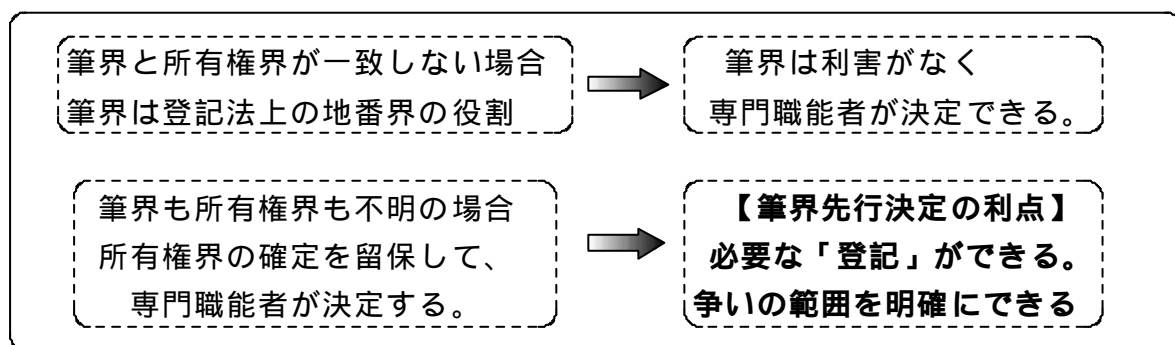 筆界と所有権界が一致しない場合
筆界は登記法上の地番界の役割
筆界は利害がなく
専門職能者が決定できる。
筆界も所有権界も不明の場合
所有権界の確定を留保して、
専門職能者が決定する。
【筆界先行決定の利点】
必要な「登記」ができる。
争いの範囲を明確にできる